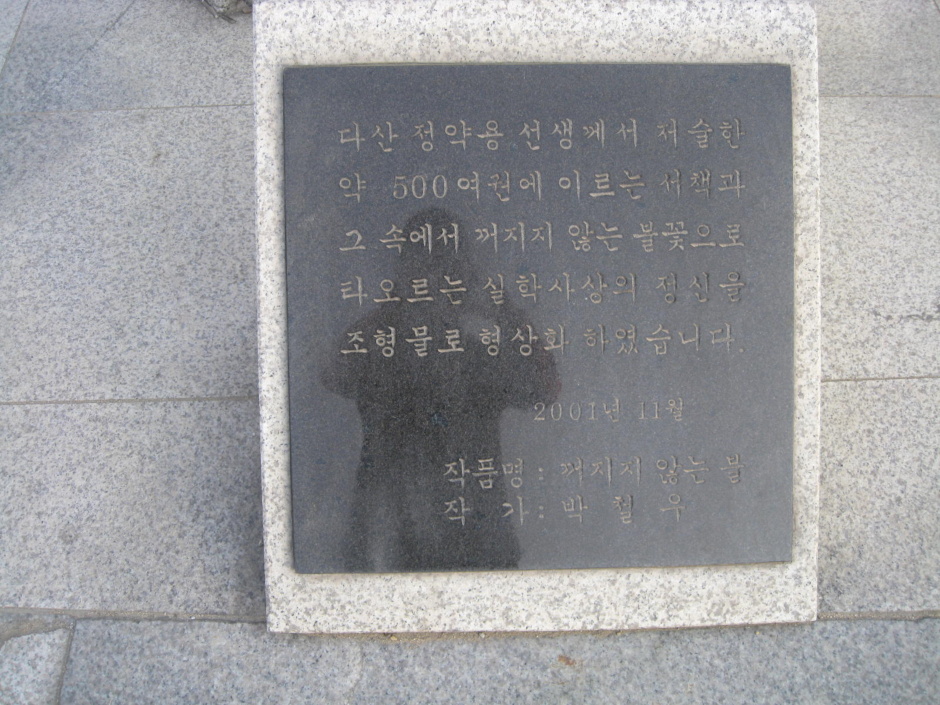 다산 정약용 선생께서 저술한
약 500여권에 이르는 서책과
그 속에서 꺼지지 않는 불꽃으로
타오르는 실학사상의 정신을
조형물로 형상화 하였습니다.
2001년 11월
작품명 : 꺼지지 않는 불
작 가 : 박 철 우